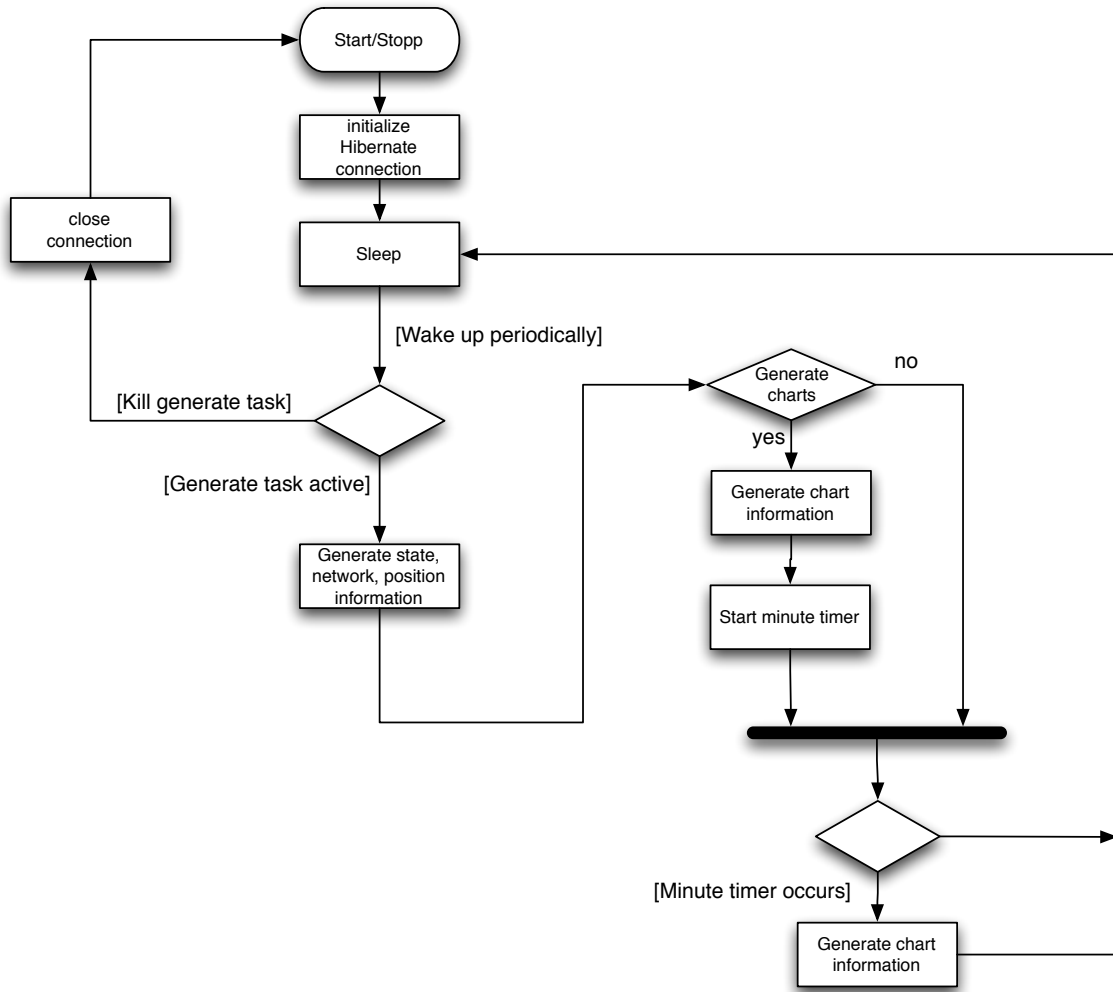 Start/Stopp
initialize
Hibernate
connection
close
connection
Sleep
[Wake up periodically]
Generate
charts
no
[Kill generate task]
yes
[Generate task active]
Generate chart
information
Generate state,
network, position
information
Start minute timer
[Minute timer occurs]
Generate chart
information